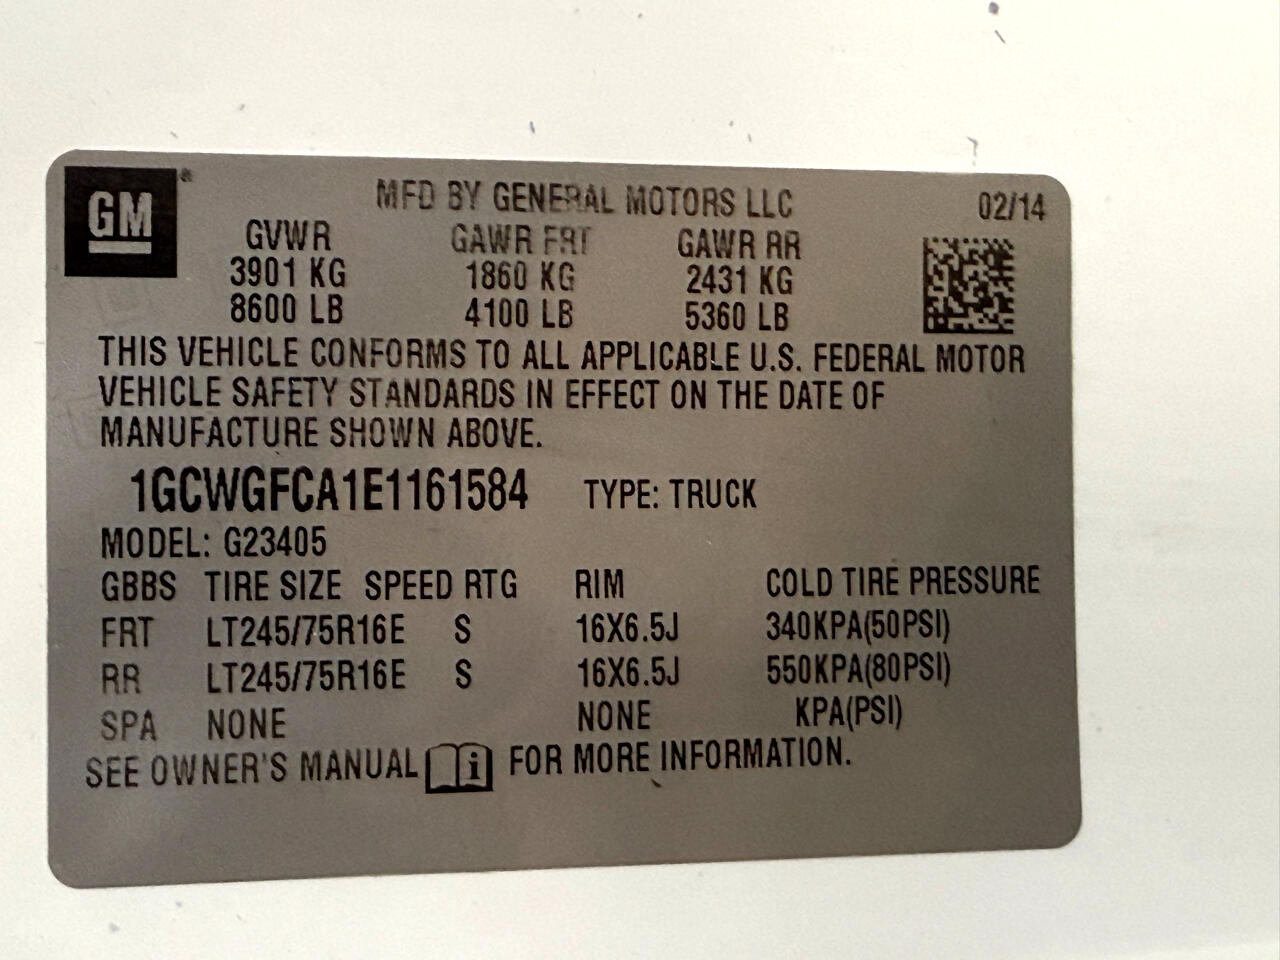 GM®
MFD BY GENERAL MOTORS LLC 02/14
GVWR GAWR FRT GAWR RR
3901 KG 1860 KG 2431 KG
8600 LB 4100 LB 5360 LB
THIS VEHICLE CONFORMS TO ALL APPLICABLE U.S. FEDERAL MOTOR
VEHICLE SAFETY STANDARDS IN EFFECT ON THE DATE OF
MANUFACTURE SHOWN ABOVE.
1GCWGFCA1E1161584 TYPE: TRUCK
MODEL: G23405
GBBS TIRE SIZE SPEED RTG RIM COLD TIRE PRESSURE
FRT LT245/75R16E S 16X6.5J 340KPA(50PSI)
RR LT245/75R16E S 16X6.5J 550KPA(80PSI)
SPA NONE NONE KPA(PSI)
SEE OWNER'S MANUAL i FOR MORE INFORMATION.